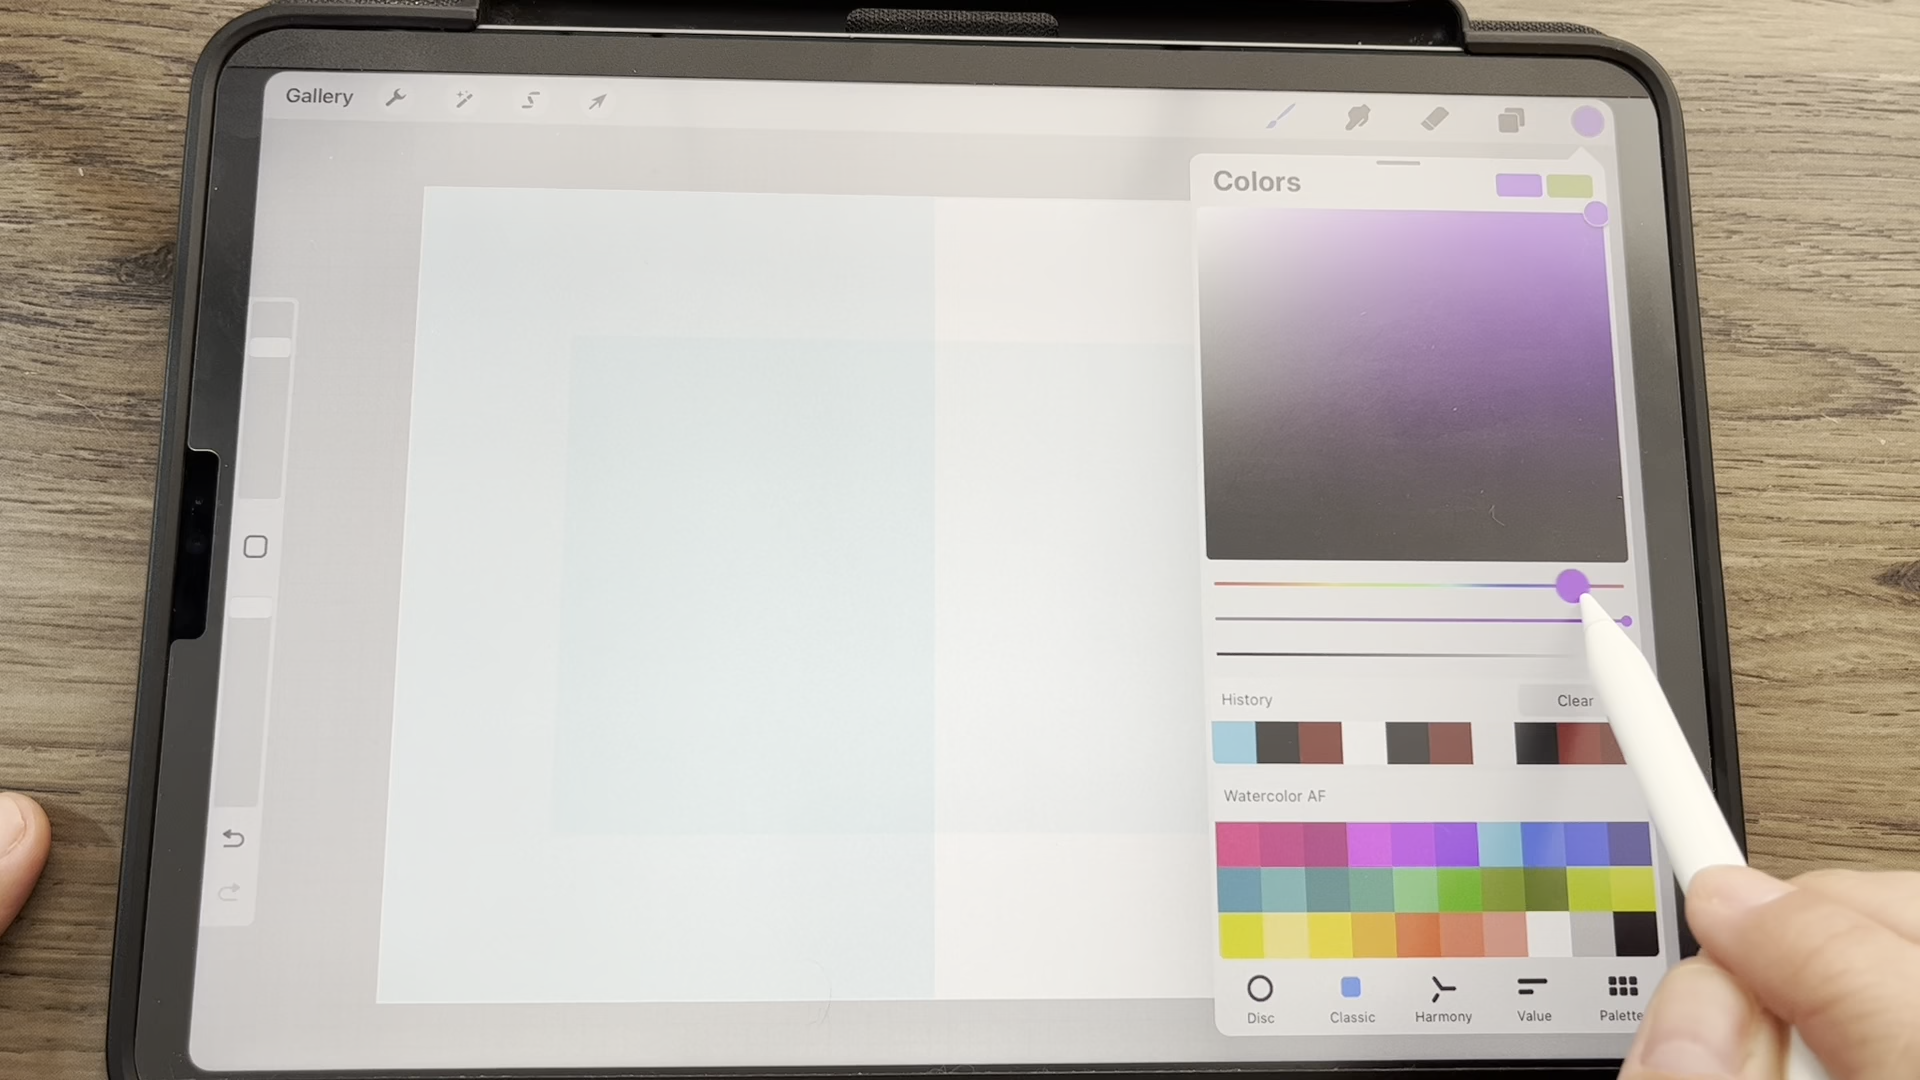 Gallery
Colors
History Clear
Watercolor AF
Disc Classic Harmony Value Palette